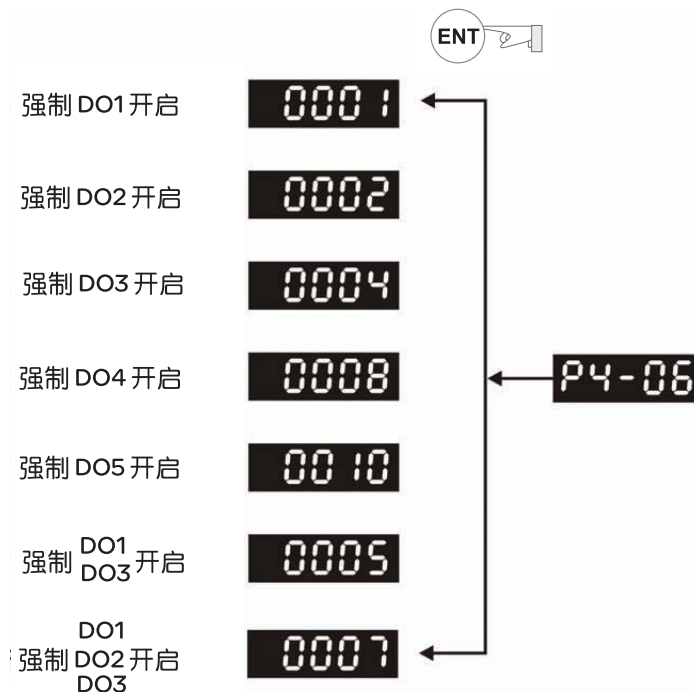 ENT
强制 DO1 开启
0001
强制 DO2 开启
0002
强制 DO3 开启
0004
强制 DO4 开启
0008
P4-06
强制 DO5 开启
0010
强制 DO1 DO3 开启
0005
DO1
强制 DO2 开启
DO3
0007